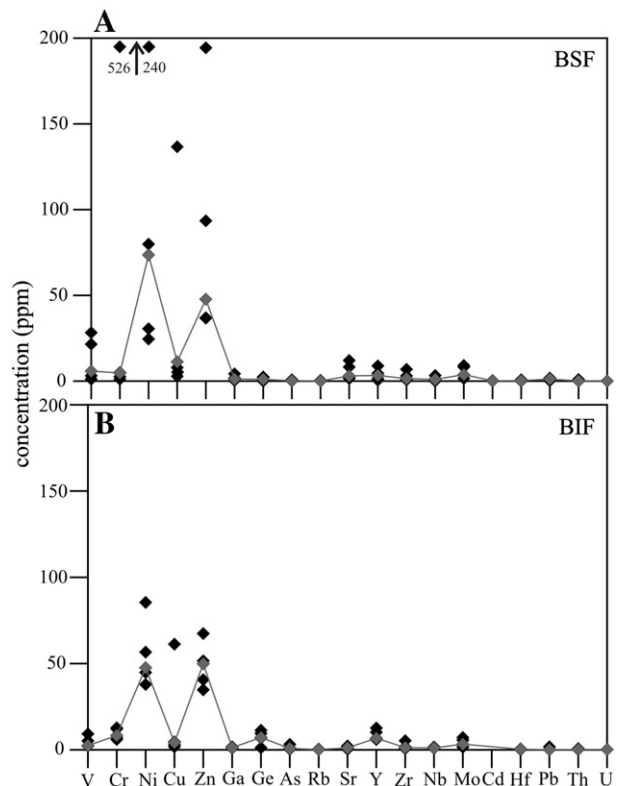 A
BSF
200
526 240
150
100
50
0
concentration (ppm)
B
BIF
200
150
100
50
0
V Cr Ni Cu Zn Ga Ge As Rb Sr Y Zr Nb Mo Cd Hf Pb Th U